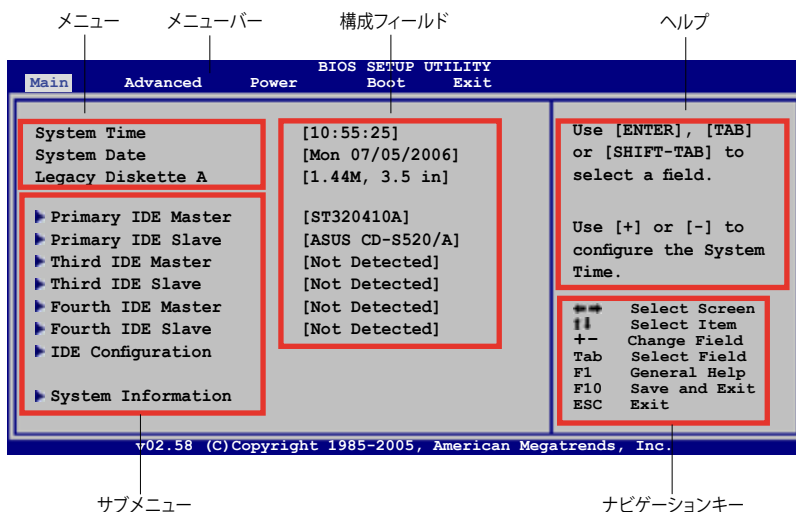 メニュー メニューバー 構成フィールド ヘルプ
BIOS SETUP UTILITY
Main Advanced Power Boot Exit
System Time [10:55:25]
System Date [Mon 07/05/2006]
Legacy Diskette A [1.44M, 3.5 in]
Primary IDE Master [ST320410A]
Primary IDE Slave [ASUS CD-S520/A]
Third IDE Master [Not Detected]
Third IDE Slave [Not Detected]
Fourth IDE Master [Not Detected]
Fourth IDE Slave [Not Detected]
IDE Configuration
System Information
Use [ENTER], [TAB]
or [SHIFT-TAB] to
select a field.
Use [+] or [-] to
configure the System
Time.
←→ Select Screen
↑↓ Select Item
+- Change Field
Tab Select Field
F1 General Help
F10 Save and Exit
ESC Exit
v02.58 (C)Copyright 1985-2005, American Megatrends, Inc.
サブメニュー ナビゲーションキー